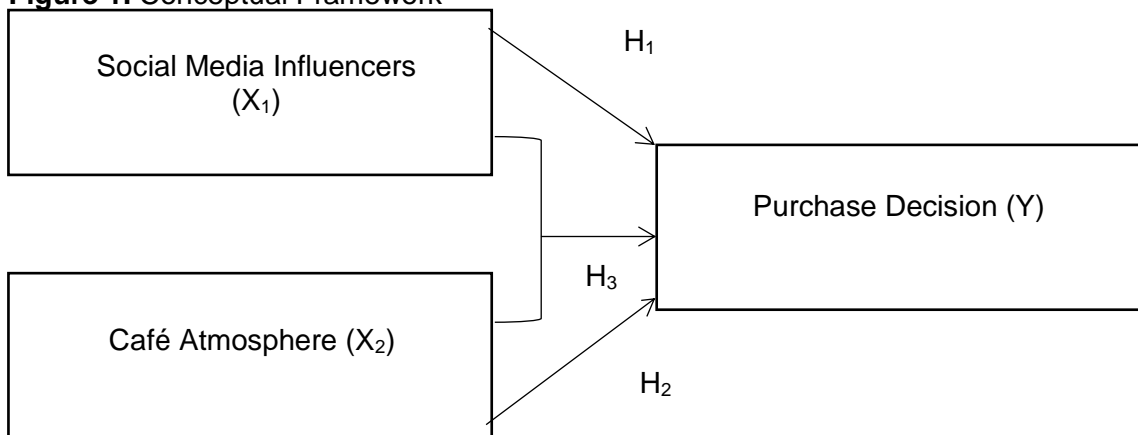 Figure 1. Conceptual Framework
Social Media Influencers
(X₁)
H₁
Purchase Decision (Y)
H₃
Café Atmosphere (X₂)
H₂